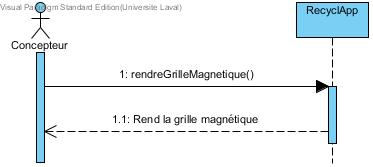 Visual Paradigm Standard Edition(Universite Laval)
RecyclApp
Concepteur
1: rendreGrilleMagnetique()
1.1: Rend la grille magnétique